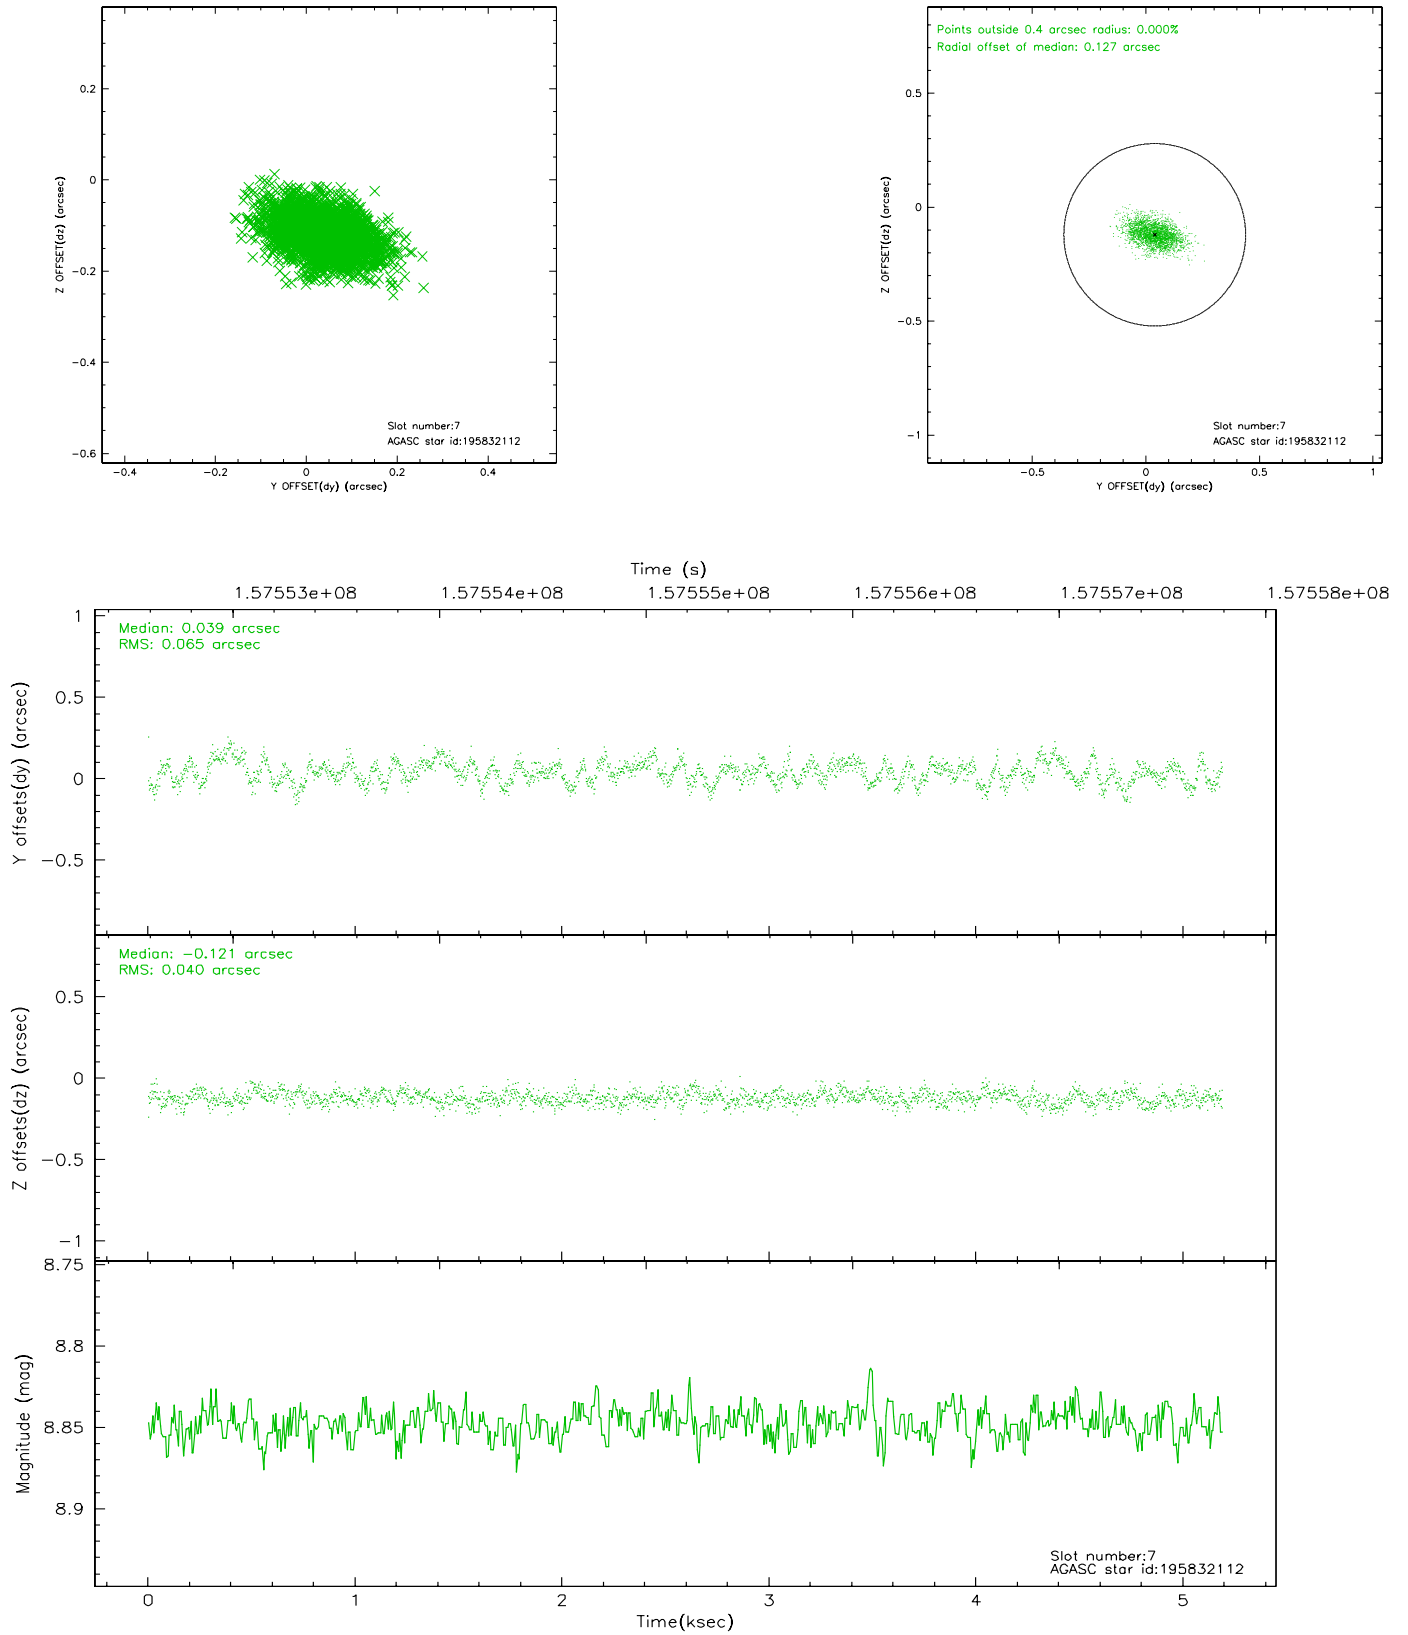 0.2
0
−0.2
−0.4
−0.6
Z OFFSET(dz) (arcsec)
Slot number:7
AGASC star id:195832112
−0.4 −0.2 0 0.2 0.4
Y OFFSET(dy) (arcsec)
Points outside 0.4 arcsec radius: 0.000%
Radial offset of median: 0.127 arcsec
0.5
0
−0.5
−1
Z OFFSET(dz) (arcsec)
Slot number:7
AGASC star id:195832112
−0.5 0 0.5 1
Y OFFSET(dy) (arcsec)
Time (s)
1.57553e+08 1.57554e+08 1.57555e+08 1.57556e+08 1.57557e+08 1.57558e+08
Median: 0.039 arcsec
RMS: 0.065 arcsec
1
0.5
0
−0.5
Y offsets(dy) (arcsec)
Median: −0.121 arcsec
RMS: 0.040 arcsec
0.5
0
−0.5
−1
Z offsets(dz) (arcsec)
8.75
8.8
8.85
8.9
Magnitude (mag)
Slot number:7
AGASC star id:195832112
0 1 2 3 4 5
Time(ksec)